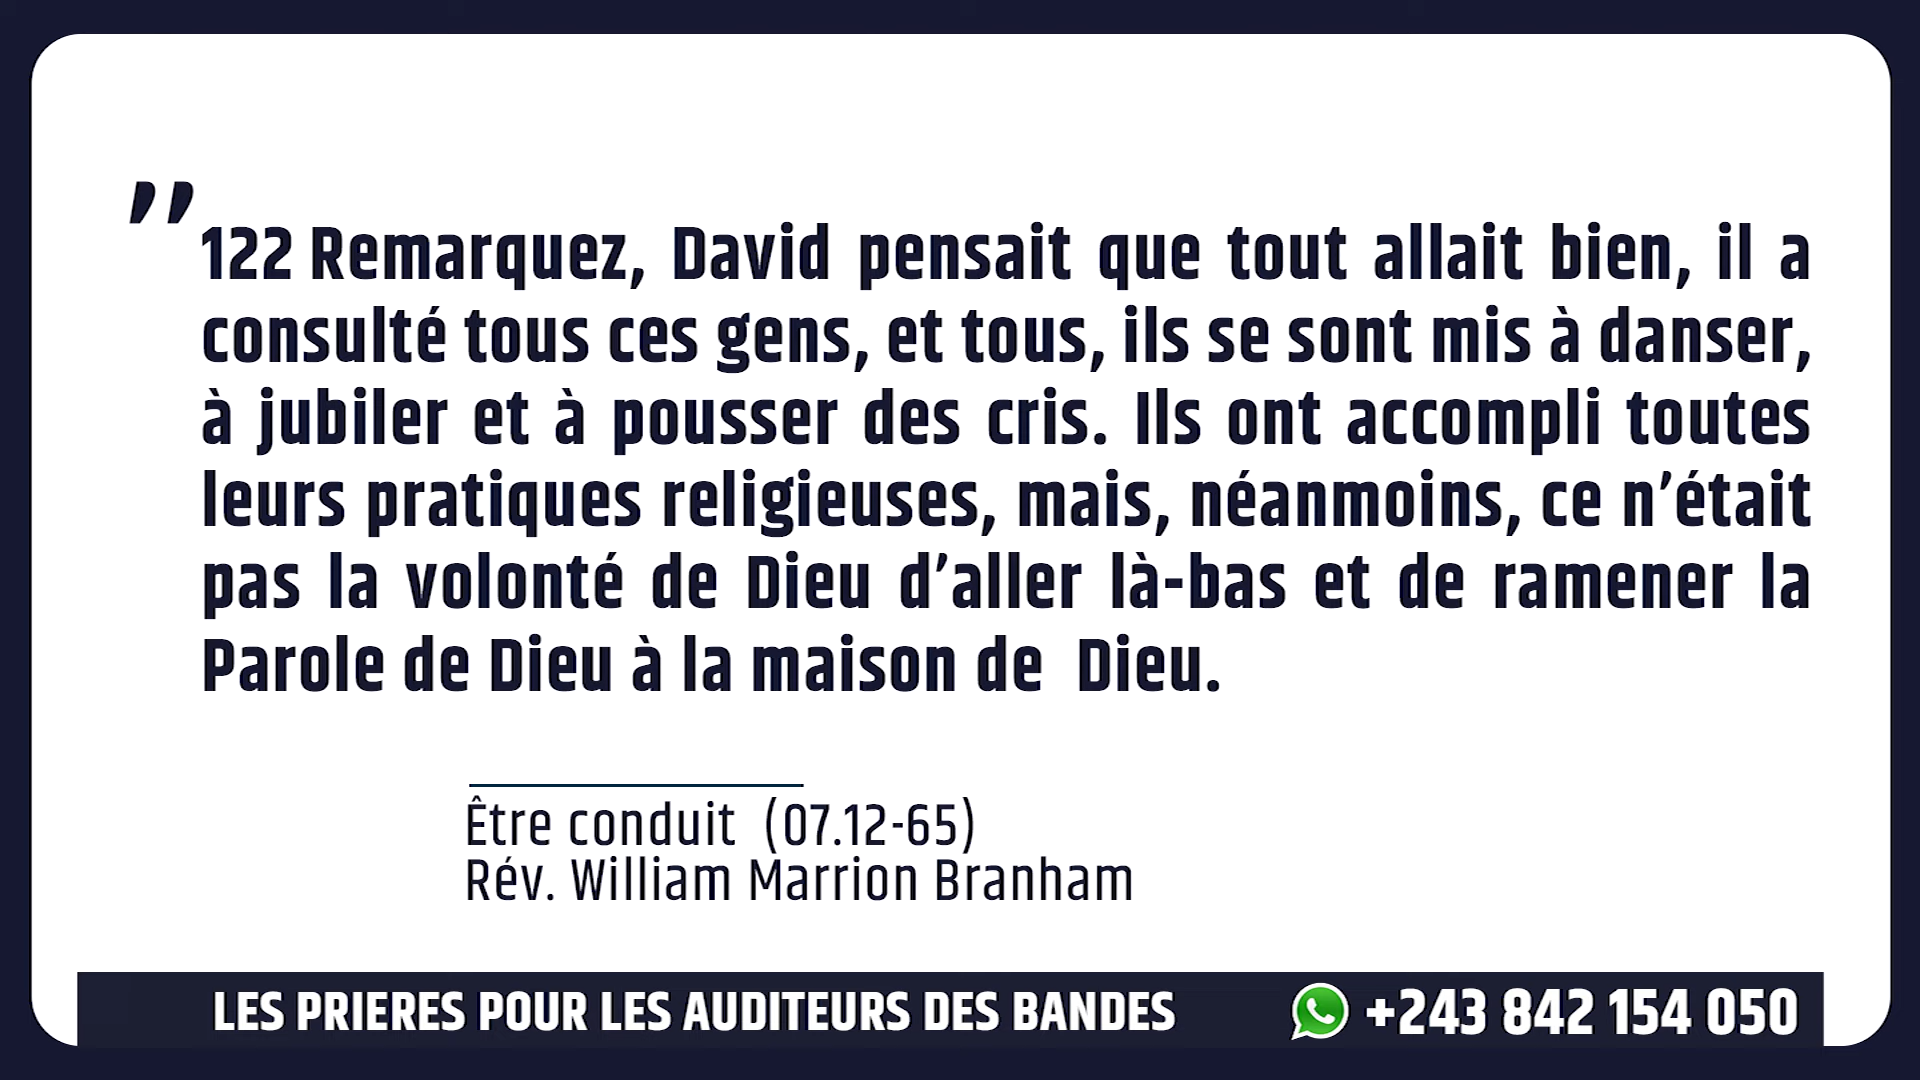 ” 122 Remarquez, David pensait que tout allait bien, il a
consulté tous ces gens, et tous, ils se sont mis à danser,
à jubiler et à pousser des cris. Ils ont accompli toutes
leurs pratiques religieuses, mais, néanmoins, ce n’était
pas la volonté de Dieu d’aller là-bas et de ramener la
Parole de Dieu à la maison de  Dieu.
Être conduit  (07.12-65)
Rév. William Marrion Branham
LES PRIERES POUR LES AUDITEURS DES BANDES
+243 842 154 050